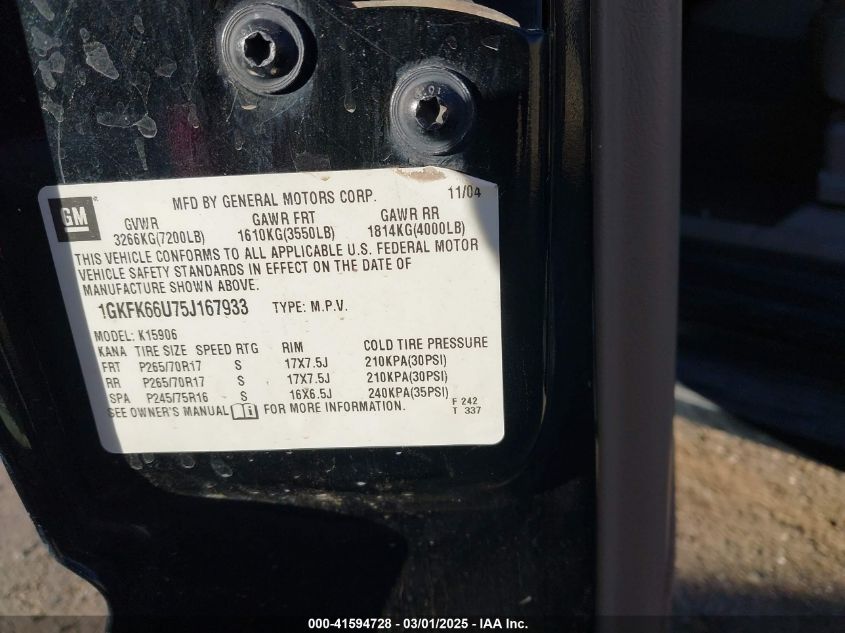 GM
MFD BY GENERAL MOTORS CORP. 11/04
GVWR GAWR FRT GAWR RR
3266KG(7200LB) 1610KG(3550LB) 1814KG(4000LB)
THIS VEHICLE CONFORMS TO ALL APPLICABLE U.S. FEDERAL MOTOR
VEHICLE SAFETY STANDARDS IN EFFECT ON THE DATE OF
MANUFACTURE SHOWN ABOVE.
1GKFK66U75J167933 TYPE: M.P.V.
MODEL: K15906
KANA TIRE SIZE SPEED RTG RIM COLD TIRE PRESSURE
FRT P265/70R17 S 17X7.5J 210KPA(30PSI)
RR P265/70R17 S 17X7.5J 210KPA(30PSI)
SPA P245/75R16 S 16X6.5J 240KPA(35PSI)
SEE OWNER'S MANUAL FOR MORE INFORMATION. F 242
T 337
000-41594728 - 03/01/2025 - IAA Inc.